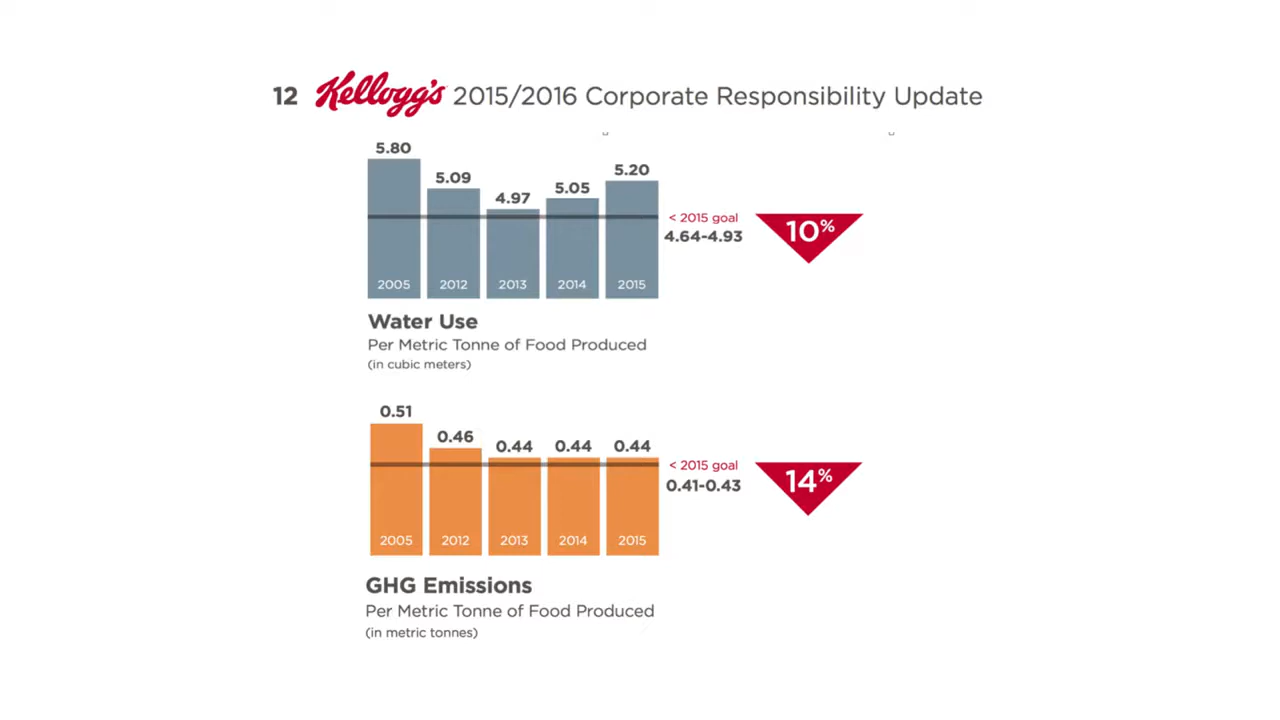 12 Kellogg's 2015/2016 Corporate Responsibility Update
5.80 5.09 4.97 5.05 5.20
< 2015 goal
4.64-4.93
10%
2005 2012 2013 2014 2015
Water Use
Per Metric Tonne of Food Produced
(in cubic meters)
0.51 0.46 0.44 0.44 0.44
< 2015 goal
0.41-0.43
14%
2005 2012 2013 2014 2015
GHG Emissions
Per Metric Tonne of Food Produced
(in metric tonnes)